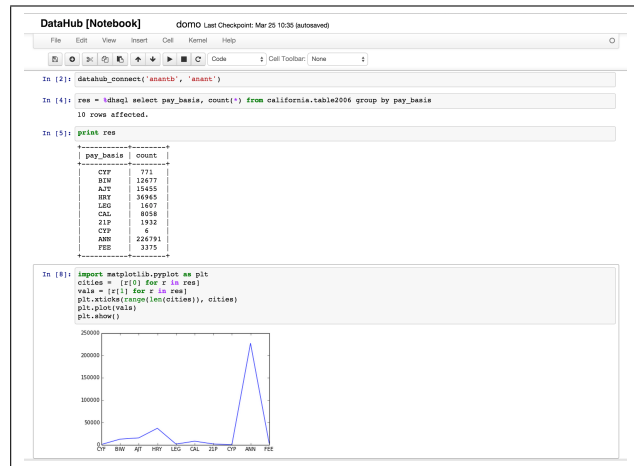 DataHub [Notebook] domo Last Checkpoint: Mar 25 10:35 (autosaved)
File Edit View Insert Cell Kernel Help
Code Cell Toolbar: None
In [2]: datahub_connect('anantb', 'anant')
In [4]: res = %dhsql select pay_basis, count(*) from california.table2006 group by pay_basis
10 rows affected.
In [5]: print res
+-----------+--------+
| pay_basis | count |
+-----------+--------+
| CYF | 771 |
| BIW | 12677 |
| AJT | 15455 |
| HRY | 36965 |
| LEG | 1607 |
| CAL | 8058 |
| 21P | 1932 |
| CYP | 6 |
| ANN | 226791 |
| FEE | 3375 |
+-----------+--------+
In [8]: import matplotlib.pyplot as plt
cities = [r[0] for r in res]
vals = [r[1] for r in res]
plt.xticks(range(len(cities)), cities)
plt.plot(vals)
plt.show()
250000
200000
150000
100000
50000
0
CYF BIW AJT HRY LEG CAL 21P CYP ANN FEE